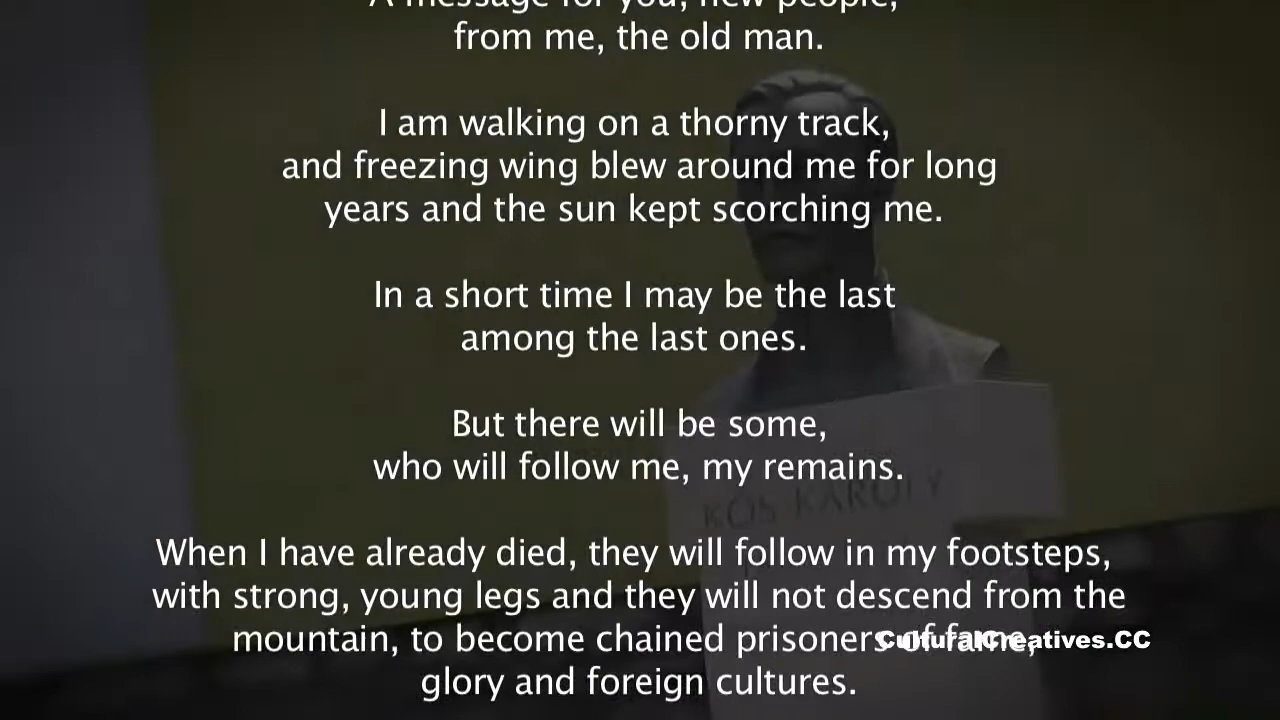 A message for you, new people,
from me, the old man.
I am walking on a thorny track,
and freezing wing blew around me for long
years and the sun kept scorching me.
In a short time I may be the last
among the last ones.
But there will be some,
who will follow me, my remains.
KÓS KÁROLY
When I have already died, they will follow in my footsteps,
with strong, young legs and they will not descend from the
mountain, to become chained prisoners of fame,
CulturalCreatives.CC
glory and foreign cultures.